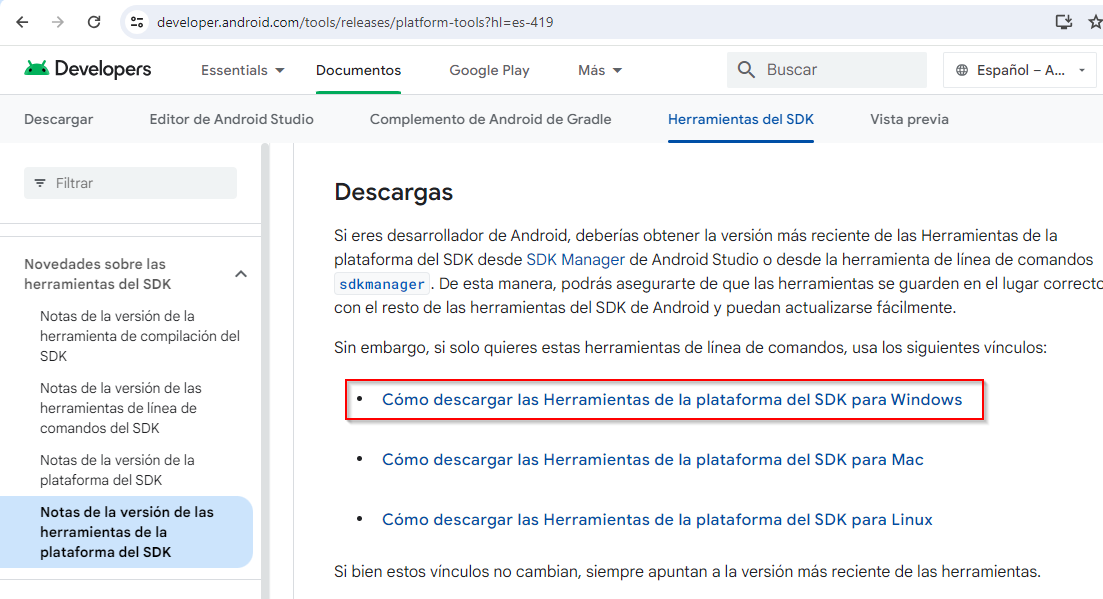 developer.android.com/tools/releases/platform-tools?hl=es-419
Developers
Essentials
Documentos
Google Play
Más
Buscar
Español – A...
Descargar
Editor de Android Studio
Complemento de Android de Gradle
Herramientas del SDK
Vista previa
Filtrar
Novedades sobre las
herramientas del SDK
Notas de la versión de la
herramienta de compilación del
SDK
Notas de la versión de las
herramientas de línea de
comandos del SDK
Notas de la versión de la
plataforma del SDK
Notas de la versión de las
herramientas de la
plataforma del SDK
Descargas
Si eres desarrollador de Android, deberías obtener la versión más reciente de las Herramientas de la
plataforma del SDK desde SDK Manager de Android Studio o desde la herramienta de línea de comandos
sdkmanager. De esta manera, podrás asegurarte de que las herramientas se guarden en el lugar correcto
con el resto de las herramientas del SDK de Android y puedan actualizarse fácilmente.
Sin embargo, si solo quieres estas herramientas de línea de comandos, usa los siguientes vínculos:
• Cómo descargar las Herramientas de la plataforma del SDK para Windows
• Cómo descargar las Herramientas de la plataforma del SDK para Mac
• Cómo descargar las Herramientas de la plataforma del SDK para Linux
Si bien estos vínculos no cambian, siempre apuntan a la versión más reciente de las herramientas.